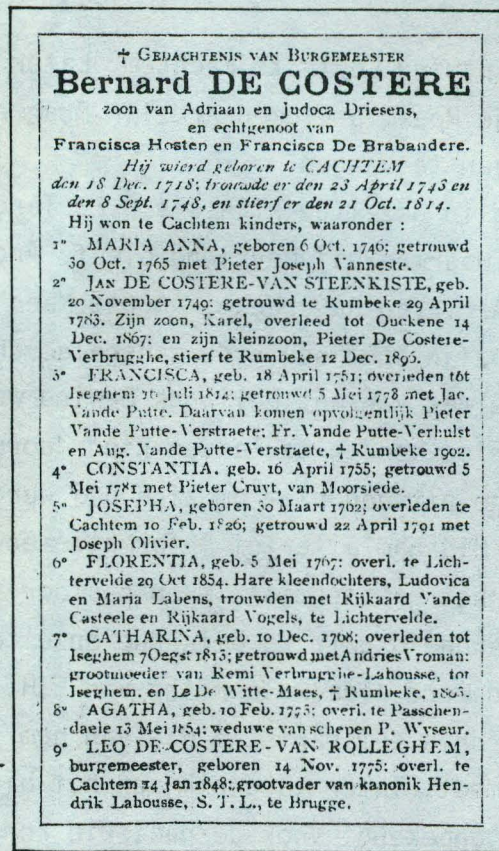 † GEDACHTENIS VAN BURGEMEESTER
Bernard DE COSTERE
zoon van Adriaan en Judoca Driesens,
en echtgenoot van
Francisca Hosten en Francisca De Brabandere.
Hij wierd geboren te CACHTEM
den 18 Dec. 1718; trouwde er den 23 April 1743 en
den 8 Sept. 1748, en stierf er den 21 Oct. 1814.
Hij won te Cachtem kinders, waaronder :
1° MARIA ANNA, geboren 6 Oct. 1746; getrouwd
30 Oct. 1765 met Pieter Joseph Vanneste.
2° JAN DE COSTERE-VAN STEENKISTE, geb.
20 November 1749: getrouwd te Rumbeke 29 April
1783. Zijn zoon, Karel, overleed tot Ouckene 14
Dec. 1867; en zijn kleinzoon, Pieter De Costere-
Verbrugghe, stierf te Rumbeke 12 Dec. 1895.
3° FRANCISCA, geb. 18 April 1751; overleden tot
Iseghem Juli 1814; getrouwd 5 Mei 1778 met Jac.
Vande Putte. Daarvan komen opvolgentlijk Pieter
Vande Putte-Verstraete; Fr. Vande Putte-Verhulst
en Aug. Vande Putte-Verstraete, † Rumbeke 1902.
4° CONSTANTIA, geb. 16 April 1755; getrouwd 5
Mei 1781 met Pieter Cruyt, van Moorslede.
5° JOSEPHA, geboren 30 Maart 1762; overleden te
Cachtem 10 Feb. 1826; getrouwd 22 April 1791 met
Joseph Olivier.
6° FLORENTIA, geb. 5 Mei 1767: overl. te Lich-
tervelde 29 Oct 1854. Hare kleendochters, Ludovica
en Maria Labens, trouwden met Rijkaard Vande
Casteele en Rijkaard Vogels, te Lichtervelde.
7° CATHARINA, geb. 10 Dec. 1768; overleden tot
Iseghem 7 Oegst 1815; getrouwd met Andries Vroman:
grootmoeder van Remi Verbrugghe-Lahousse, tot
Iseghem, en Le De Witte-Maes, † Rumbeke,
8° AGATHA, geb. 10 Feb. 1773; overl. te Passchen-
daele 13 Mei 1854; weduwe van schepen P. Wyseur.
9° LEO DE COSTERE-VAN ROLLEGHEM,
burgemeester, geboren 14 Nov. 1775: overl. te
Cachtem 14 Jan 1848; grootvader van kanonik Hen-
drik Lahousse, S. T. L., te Brugge.